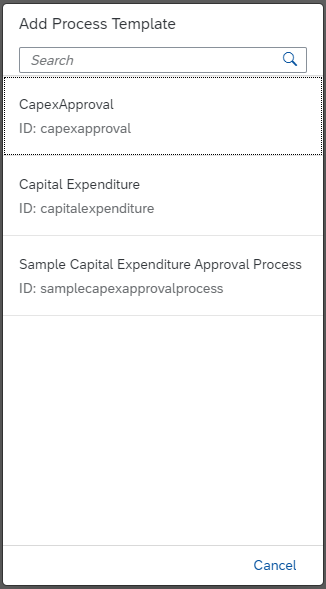 Add Process Template
Search
CapexApproval
ID: capexapproval
Capital Expenditure
ID: capitalexpenditure
Sample Capital Expenditure Approval Process
ID: samplecapexapprovalprocess
Cancel